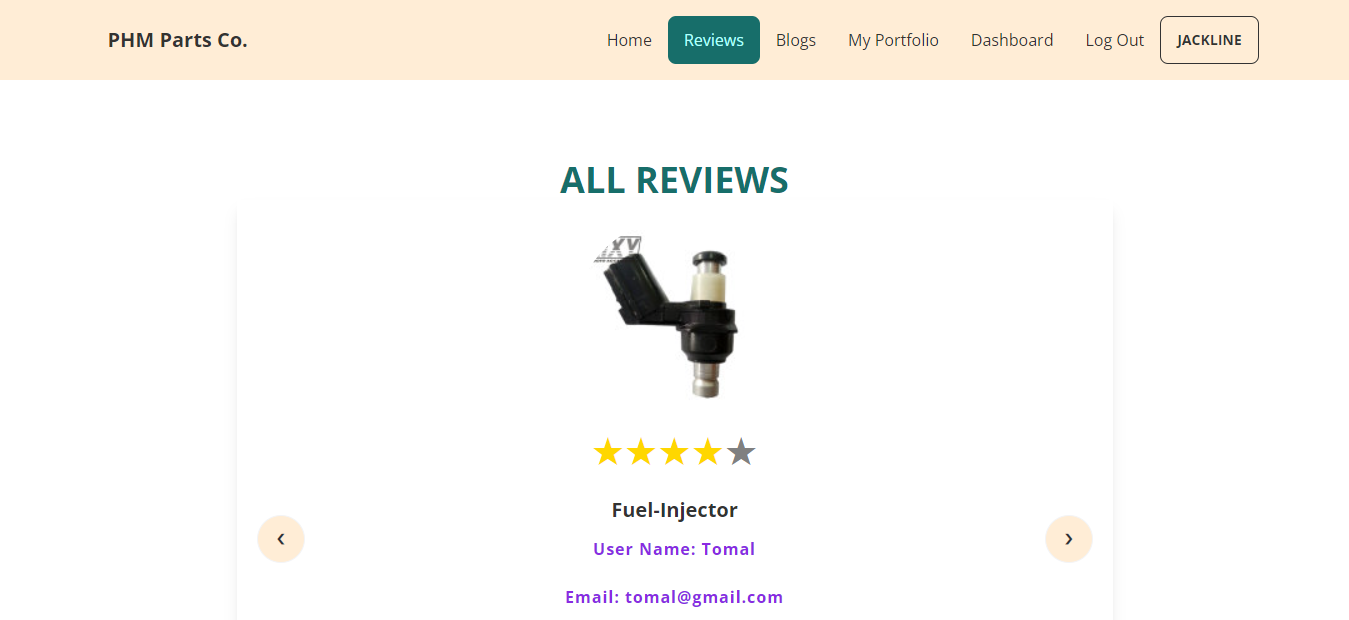 PHM Parts Co. Home Reviews Blogs My Portfolio Dashboard Log Out JACKLINE
ALL REVIEWS
XV
Fuel-Injector
‹ ›
User Name: Tomal
Email: tomal@gmail.com